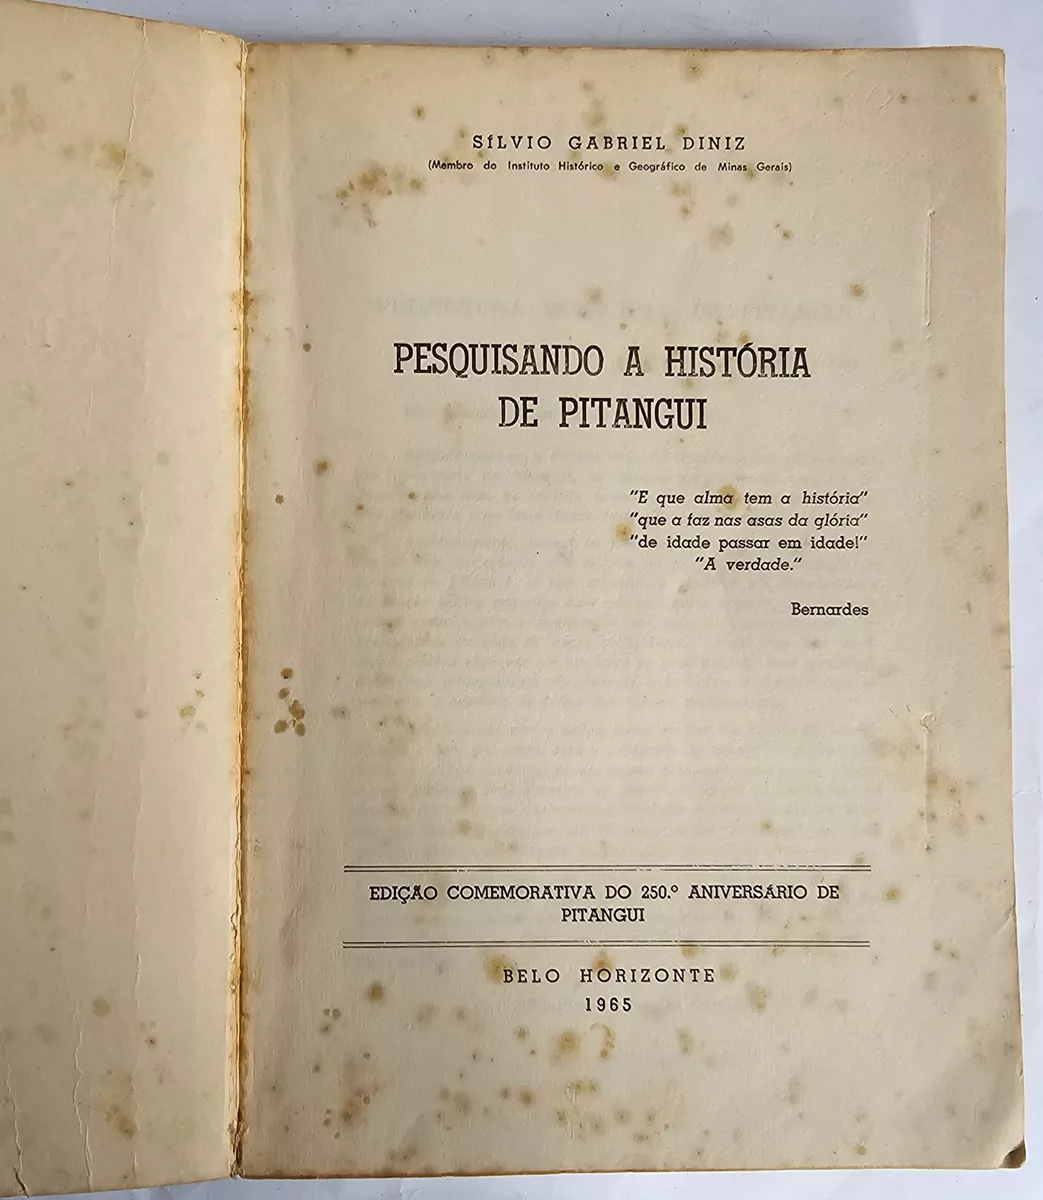 SÍLVIO GABRIEL DINIZ
(Membro do Instituto Histórico e Geográfico de Minas Gerais)
PESQUISANDO A HISTÓRIA
DE PITANGUI
"E que alma tem a história"
"que a faz nas asas da glória"
"de idade passar em idade!"
"A verdade."
Bernardes
EDIÇÃO COMEMORATIVA DO 250.º ANIVERSÁRIO DE
PITANGUI
BELO HORIZONTE
1965